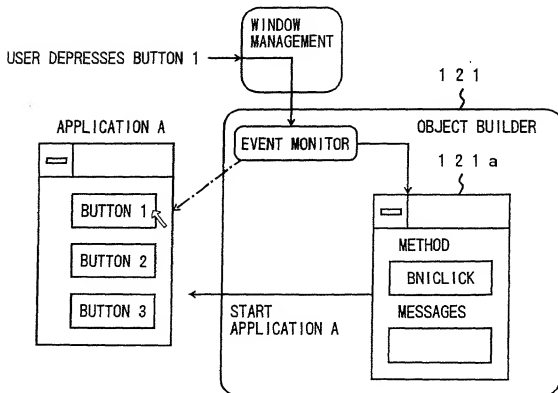 WINDOW
MANAGEMENT
USER DEPRESSES BUTTON 1
1 2 1
APPLICATION A
OBJECT BUILDER
EVENT MONITOR
1 2 1 a
BUTTON 1
METHOD
BUTTON 2
BNICLICK
BUTTON 3
START
APPLICATION A
MESSAGES